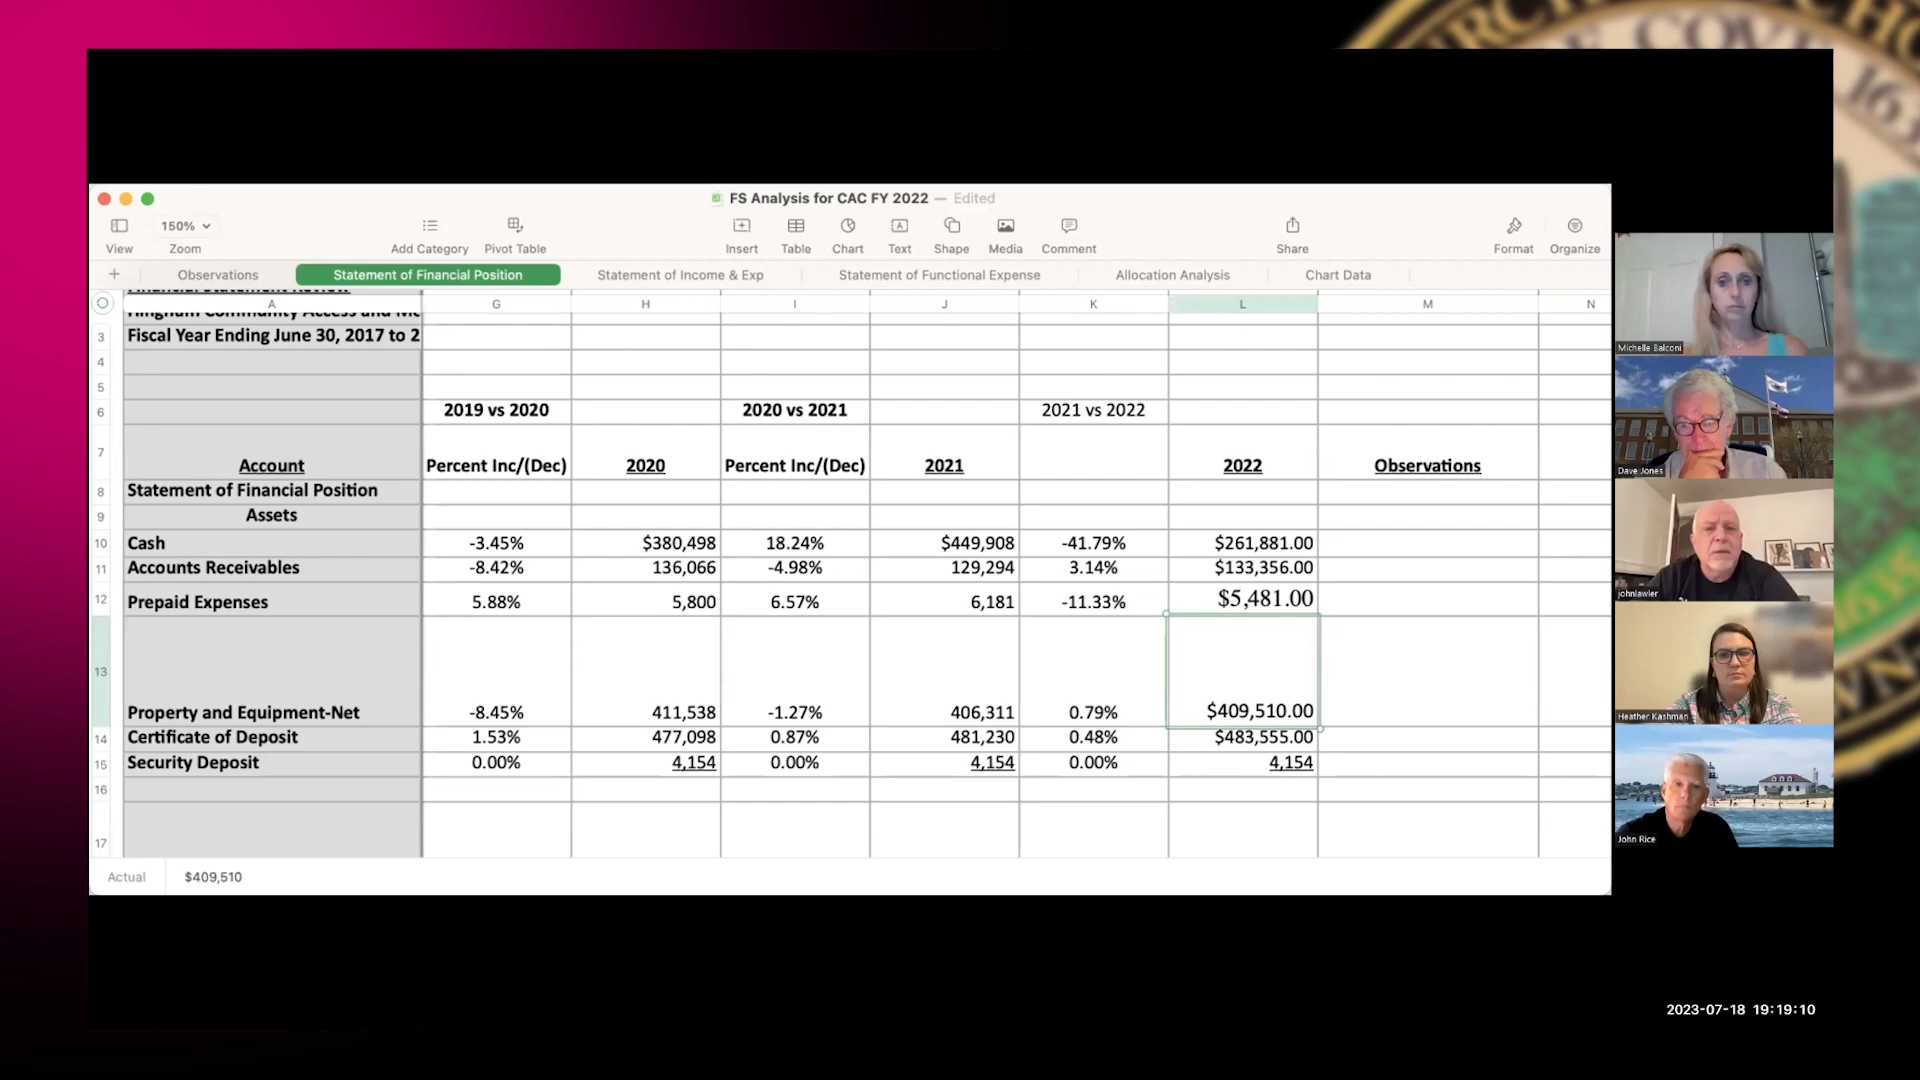 FS Analysis for CAC FY 2022 — Edited
150%
View
Zoom
Add Category
Pivot Table
Insert
Table
Chart
Text
Shape
Media
Comment
Share
Format
Organize
+ Observations Statement of Financial Position Statement of Income & Exp Statement of Functional Expense Allocation Analysis Chart Data
Financial Statement Review
A G H I J K L M N
Hingham Community Access and Me
3 Fiscal Year Ending June 30, 2017 to 2
4
5
6 2019 vs 2020 2020 vs 2021 2021 vs 2022
7 Account Percent Inc/(Dec) 2020 Percent Inc/(Dec) 2021 2022 Observations
8 Statement of Financial Position
9 Assets
10 Cash -3.45% $380,498 18.24% $449,908 -41.79% $261,881.00
11 Accounts Receivables -8.42% 136,066 -4.98% 129,294 3.14% $133,356.00
12 Prepaid Expenses 5.88% 5,800 6.57% 6,181 -11.33% $5,481.00
13 Property and Equipment-Net -8.45% 411,538 -1.27% 406,311 0.79% $409,510.00
14 Certificate of Deposit 1.53% 477,098 0.87% 481,230 0.48% $483,555.00
15 Security Deposit 0.00% 4,154 0.00% 4,154 0.00% 4,154
16
17
Actual $409,510
Michelle Balconi
Dave Jones
johnlawler
Heather Kashman
John Rice
2023-07-18 19:19:10